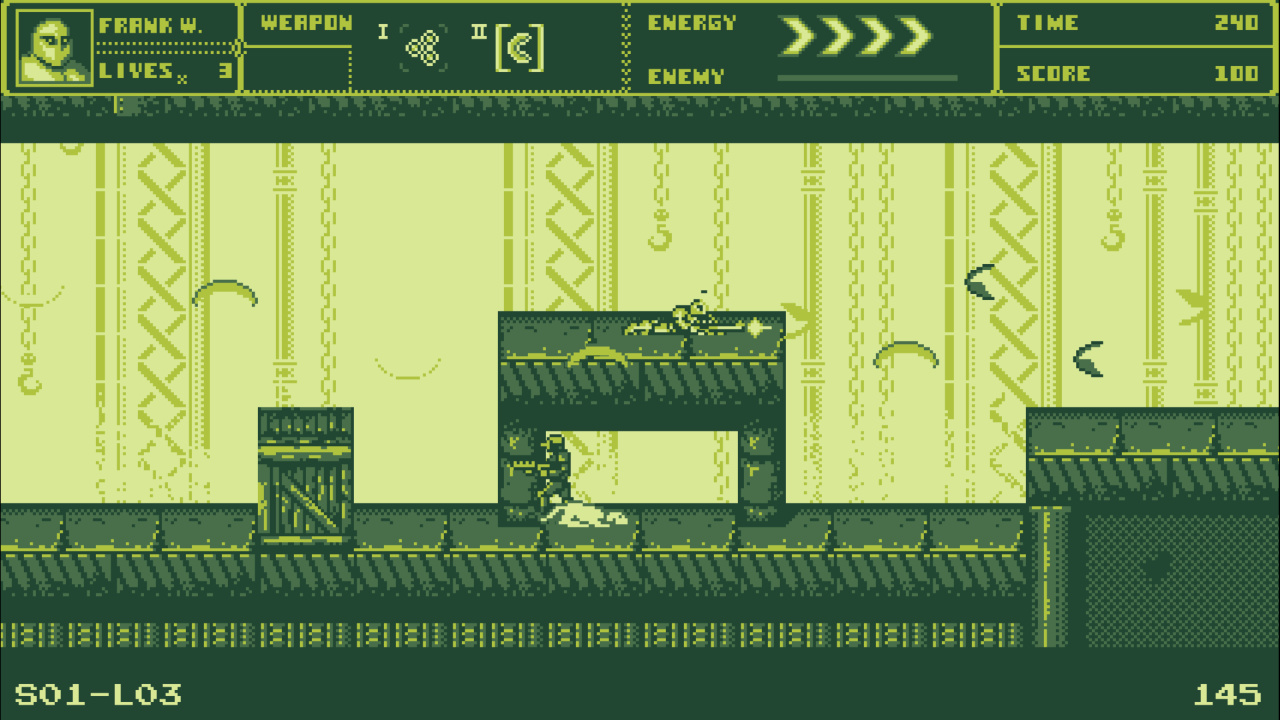 FRANK W.
LIVES x 3
WEAPON
I
II
ENERGY
ENEMY
TIME 240
SCORE 100
S01-L03
145